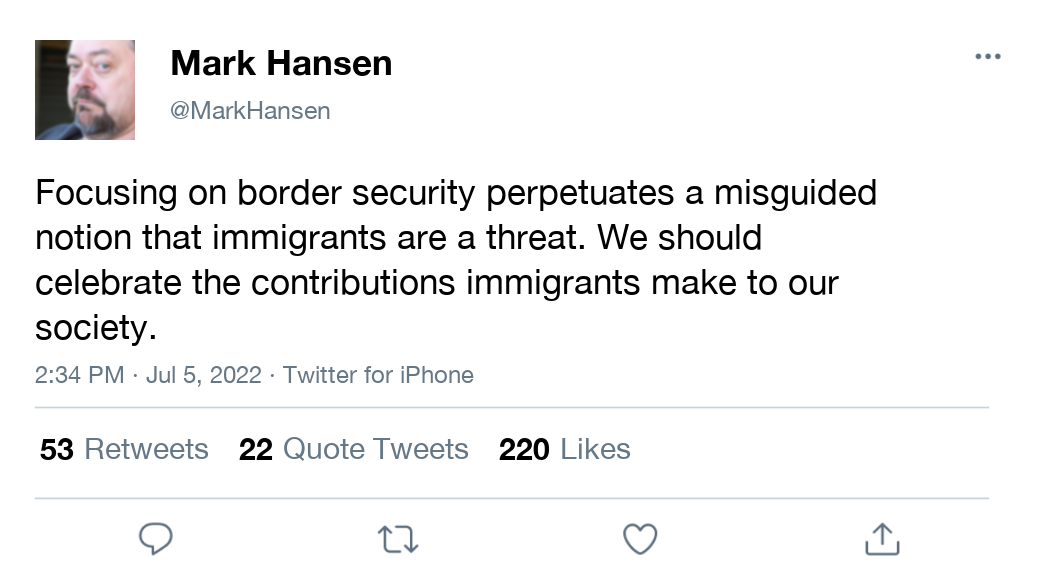 Mark Hansen
@MarkHansen
Focusing on border security perpetuates a misguided
notion that immigrants are a threat. We should
celebrate the contributions immigrants make to our
society.
2:34 PM · Jul 5, 2022 · Twitter for iPhone
53 Retweets 22 Quote Tweets 220 Likes